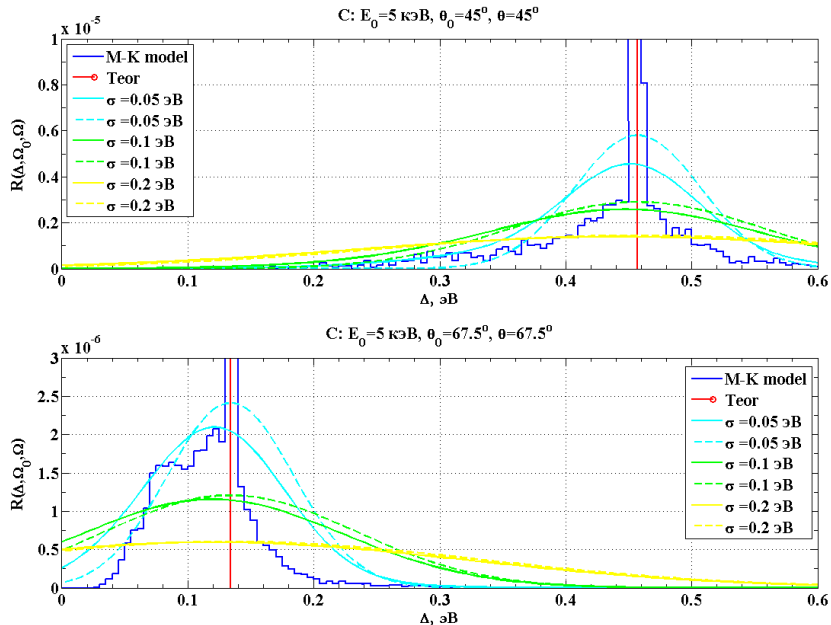 C: E₀=5 кэВ, θ₀=45°, θ=45°
x 10⁻⁵
1
0.8
0.6
0.4
0.2
0
R(Δ,Ω₀,Ω)
M-K model
Teor
σ =0.05 эВ
σ =0.05 эВ
σ =0.1 эВ
σ =0.1 эВ
σ =0.2 эВ
σ =0.2 эВ
0 0.1 0.2 0.3 0.4 0.5 0.6
Δ, эВ
C: E₀=5 кэВ, θ₀=67.5°, θ=67.5°
x 10⁻⁶
3
2.5
2
1.5
1
0.5
0
R(Δ,Ω₀,Ω)
M-K model
Teor
σ =0.05 эВ
σ =0.05 эВ
σ =0.1 эВ
σ =0.1 эВ
σ =0.2 эВ
σ =0.2 эВ
0 0.1 0.2 0.3 0.4 0.5 0.6
Δ, эВ